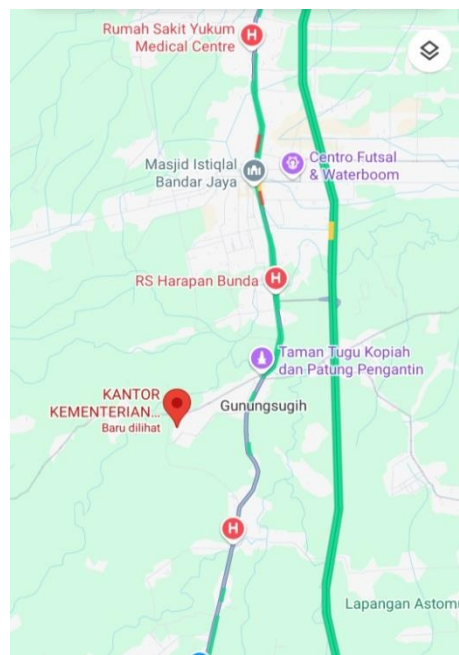 Rumah Sakit Yukum
Medical Centre
H
Masjid Istiqlal
Bandar Jaya
Centro Futsal
& Waterboom
RS Harapan Bunda
H
Taman Tugu Kopiah
dan Patung Pengantin
KANTOR
KEMENTERIAN...
Baru dilihat
Gunungsugih
H
Lapangan Astomu